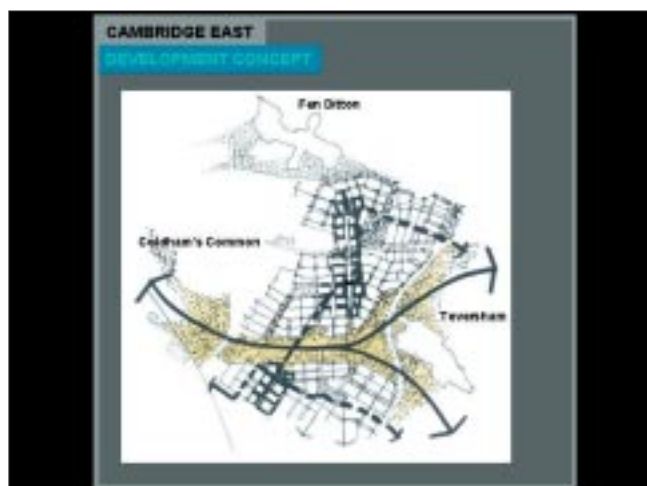 CAMBRIDGE EAST
DEVELOPMENT CONCEPT
Fen Ditton
Coldham's Common
Teversham